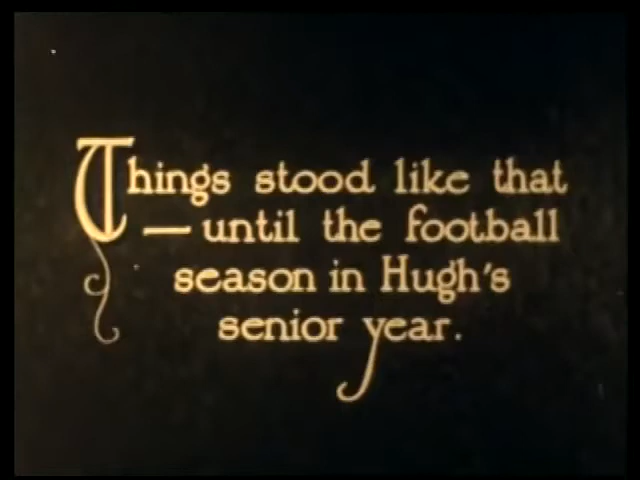 Things stood like that
— until the football
season in Hugh's
senior year.